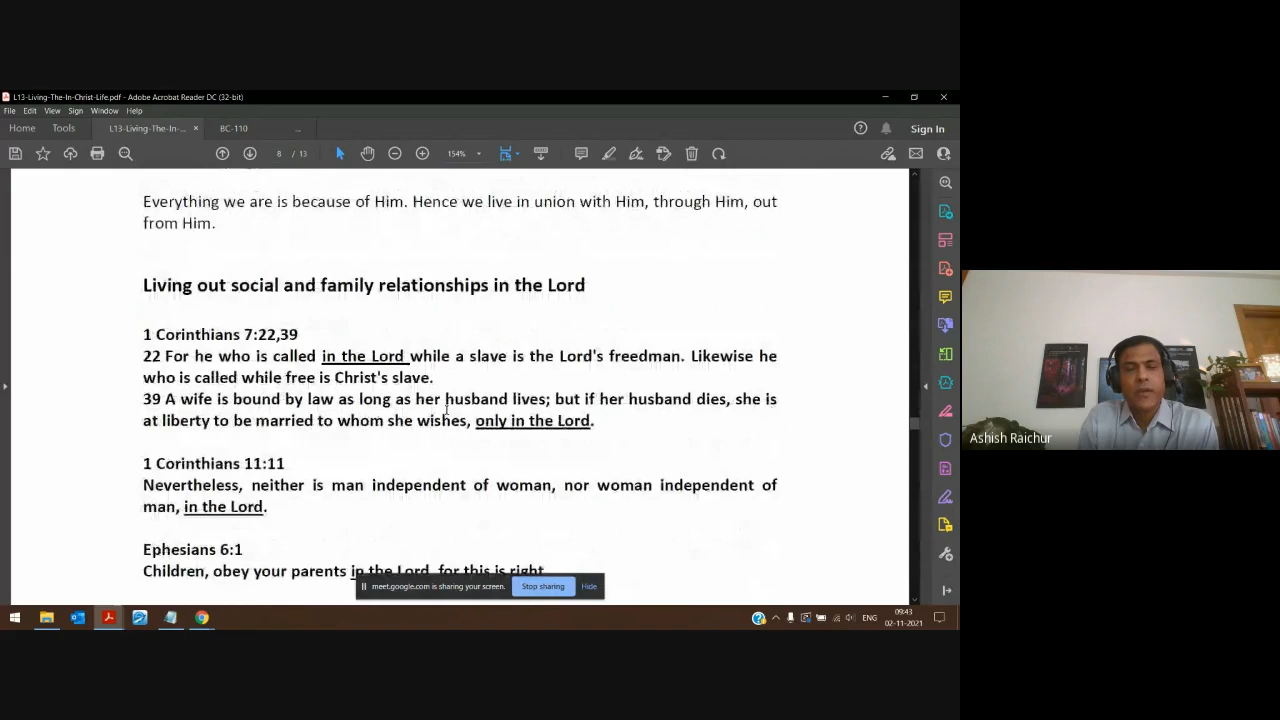 L13-Living-The-In-Christ-Life.pdf - Adobe Acrobat Reader DC (32-bit)
File Edit View Sign Window Help
Home Tools L13-Living-The-In-... × BC-110 ... Sign In
8 / 13 154%
Everything we are is because of Him. Hence we live in union with Him, through Him, out
from Him.
Living out social and family relationships in the Lord
1 Corinthians 7:22,39
22 For he who is called in the Lord while a slave is the Lord's freedman. Likewise he
who is called while free is Christ's slave.
39 A wife is bound by law as long as her husband lives; but if her husband dies, she is
at liberty to be married to whom she wishes, only in the Lord.
1 Corinthians 11:11
Nevertheless, neither is man independent of woman, nor woman independent of
man, in the Lord.
Ephesians 6:1
Children, obey your parents in the Lord, for this is right.
meet.google.com is sharing your screen. Stop sharing Hide
Ashish Raichur
ENG
09:43
02-11-2021